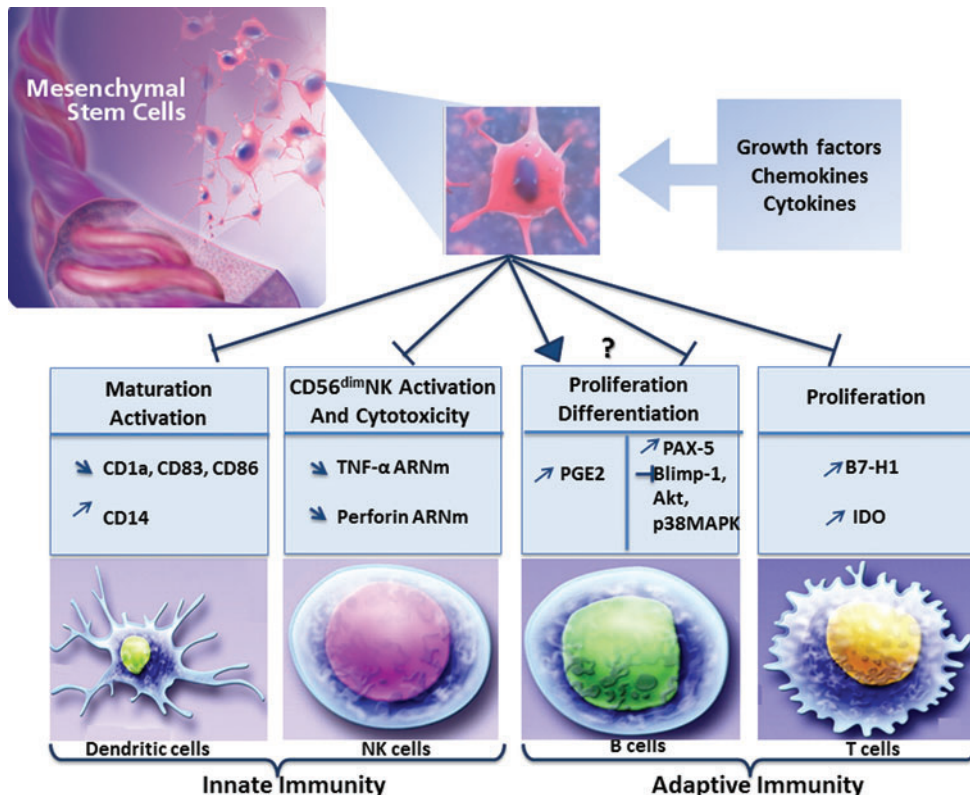 Mesenchymal
Stem Cells
Growth factors
Chemokines
Cytokines
?
Maturation
Activation
CD1a, CD83, CD86
CD14
CD56dimNK Activation
And Cytotoxicity
TNF-α ARNm
Perforin ARNm
Proliferation
Differentiation
PGE2
PAX-5
Blimp-1,
Akt,
p38MAPK
Proliferation
B7-H1
IDO
Dendritic cells
NK cells
B cells
T cells
Innate Immunity
Adaptive Immunity